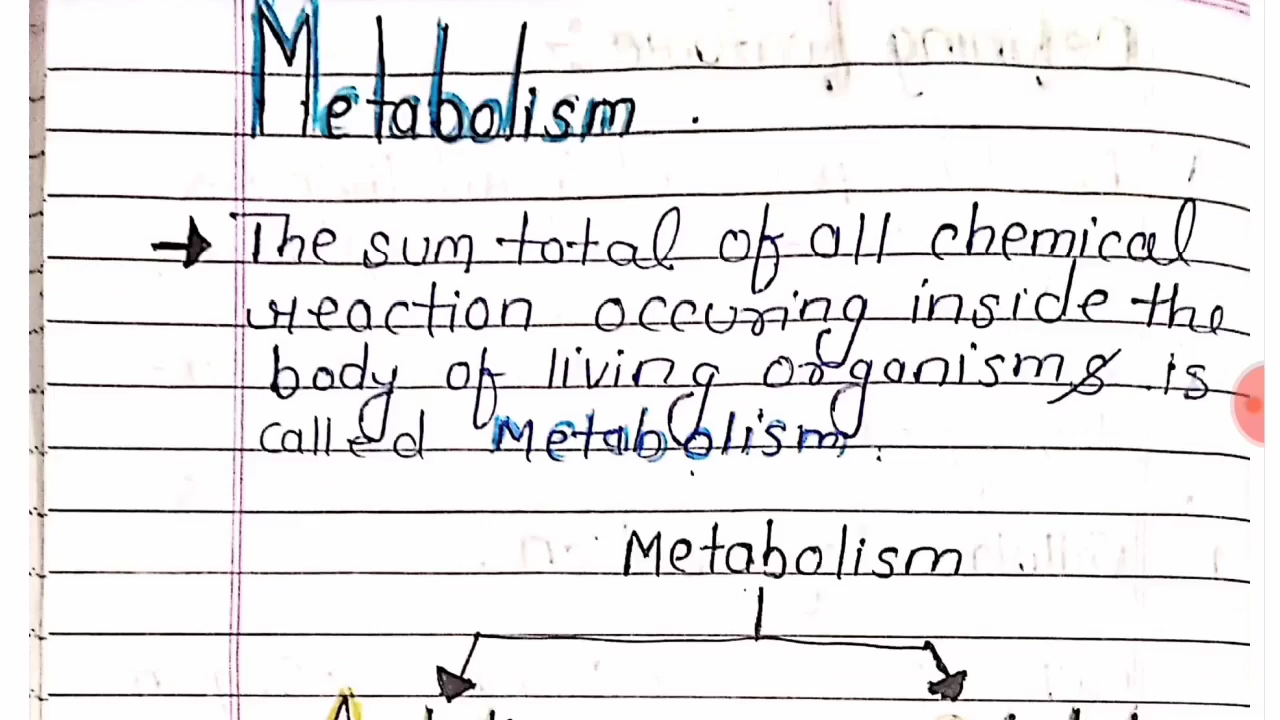 Metabolism.
→ The sum total of all chemical
reaction occuring inside the
body of living organisms is
called Metabolism.
Metabolism